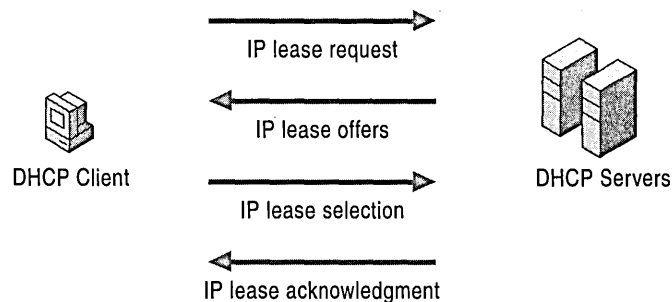 IP lease request
IP lease offers
DHCP Client
DHCP Servers
IP lease selection
IP lease acknowledgment